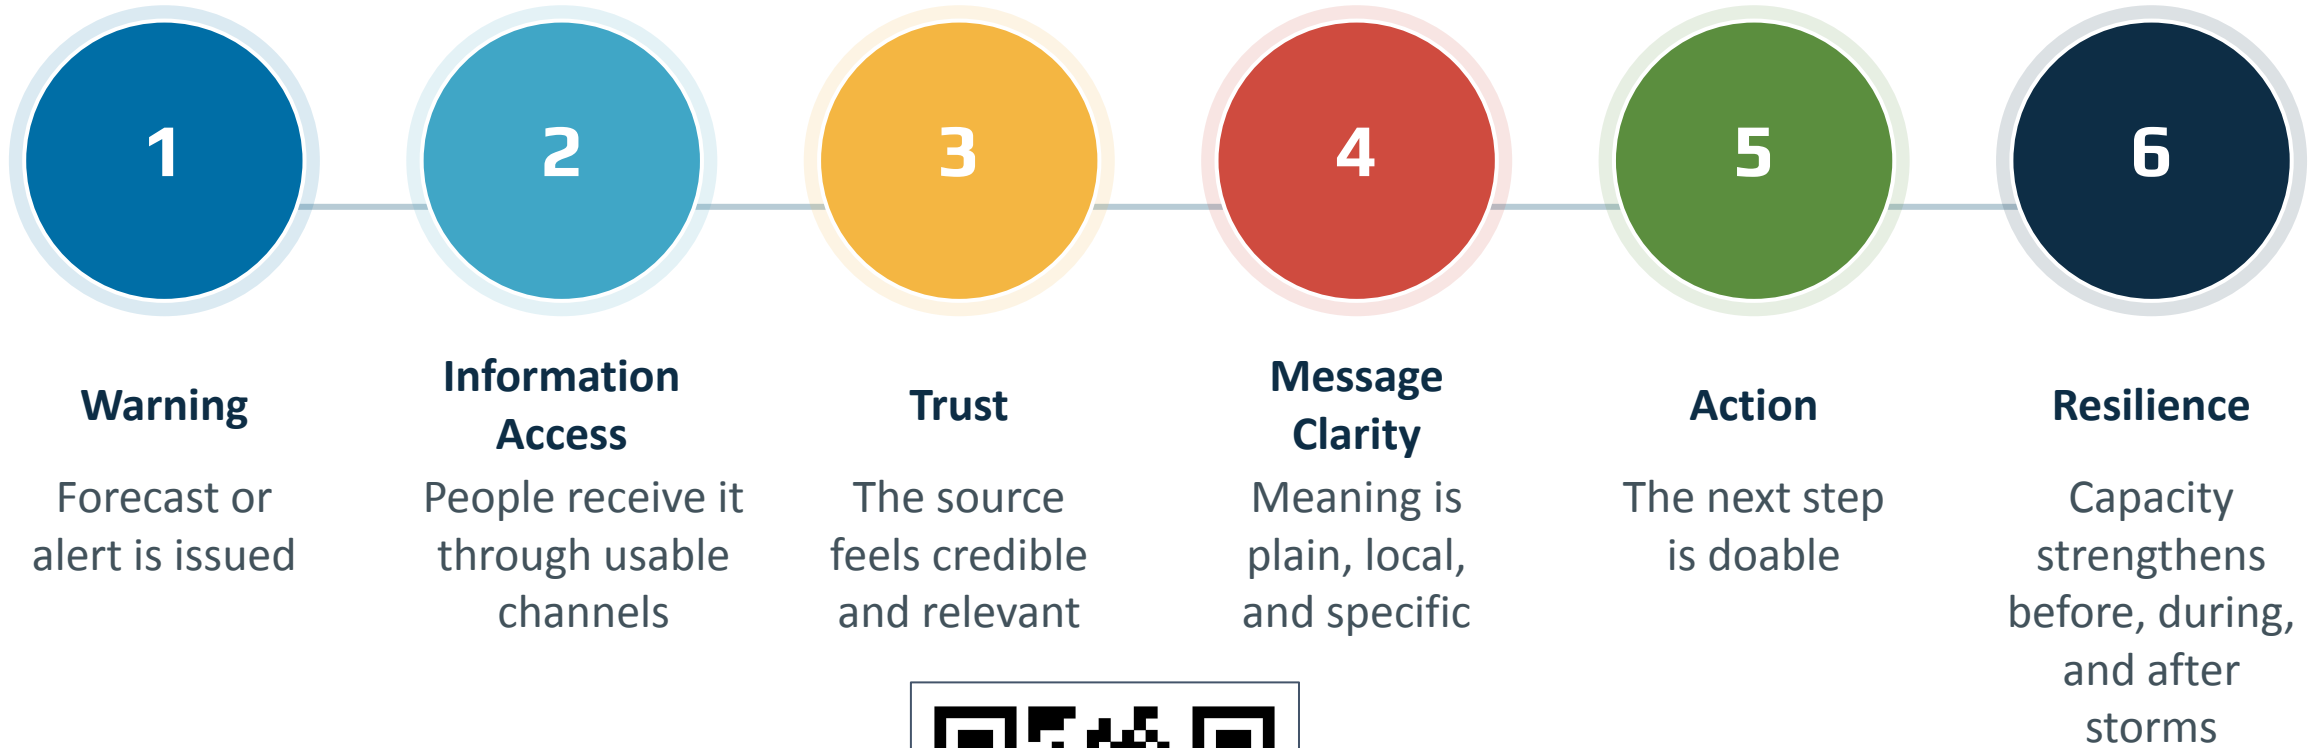 1
2
3
4
5
6
Warning
Forecast or
alert is issued
Information
Access
People receive it
through usable
channels
Trust
The source
feels credible
and relevant
Message
Clarity
Meaning is
plain, local,
and specific
Action
The next step
is doable
Resilience
Capacity
strengthens
before, during,
and after
storms